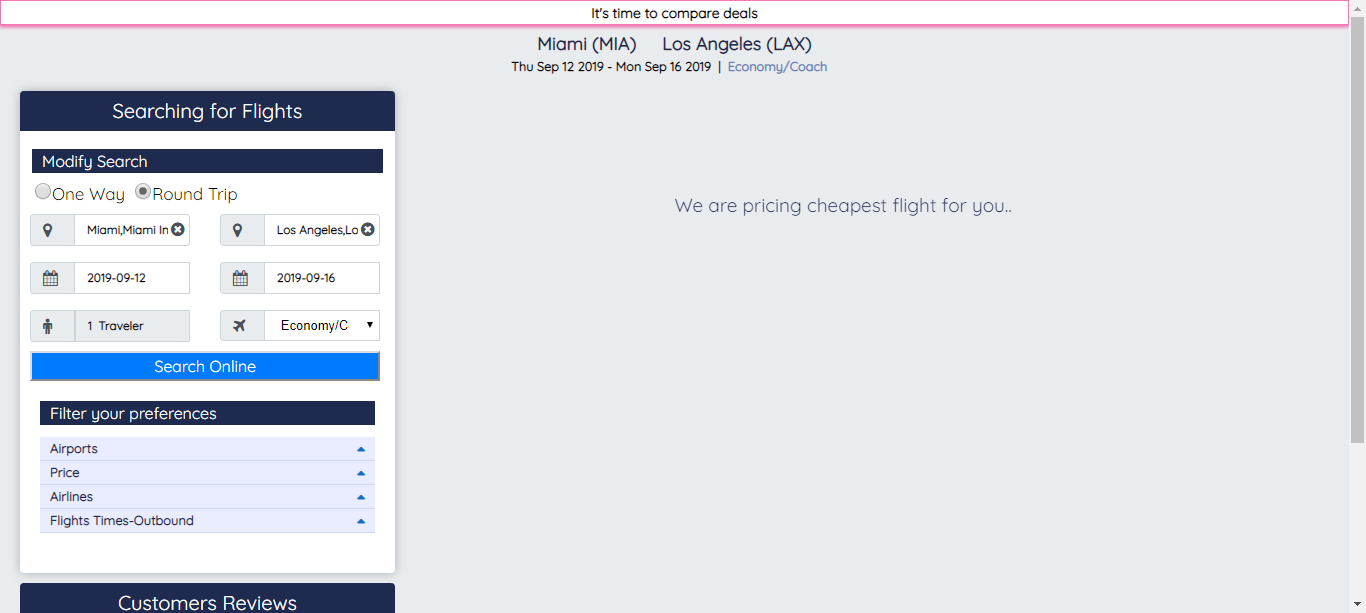 It's time to compare deals
Miami (MIA) Los Angeles (LAX)
Thu Sep 12 2019 - Mon Sep 16 2019 | Economy/Coach
Searching for Flights
Modify Search
One Way Round Trip
Miami,Miami In Los Angeles,Lo
2019-09-12 2019-09-16
1 Traveler Economy/C
Search Online
Filter your preferences
Airports
Price
Airlines
Flights Times-Outbound
Customers Reviews
We are pricing cheapest flight for you..